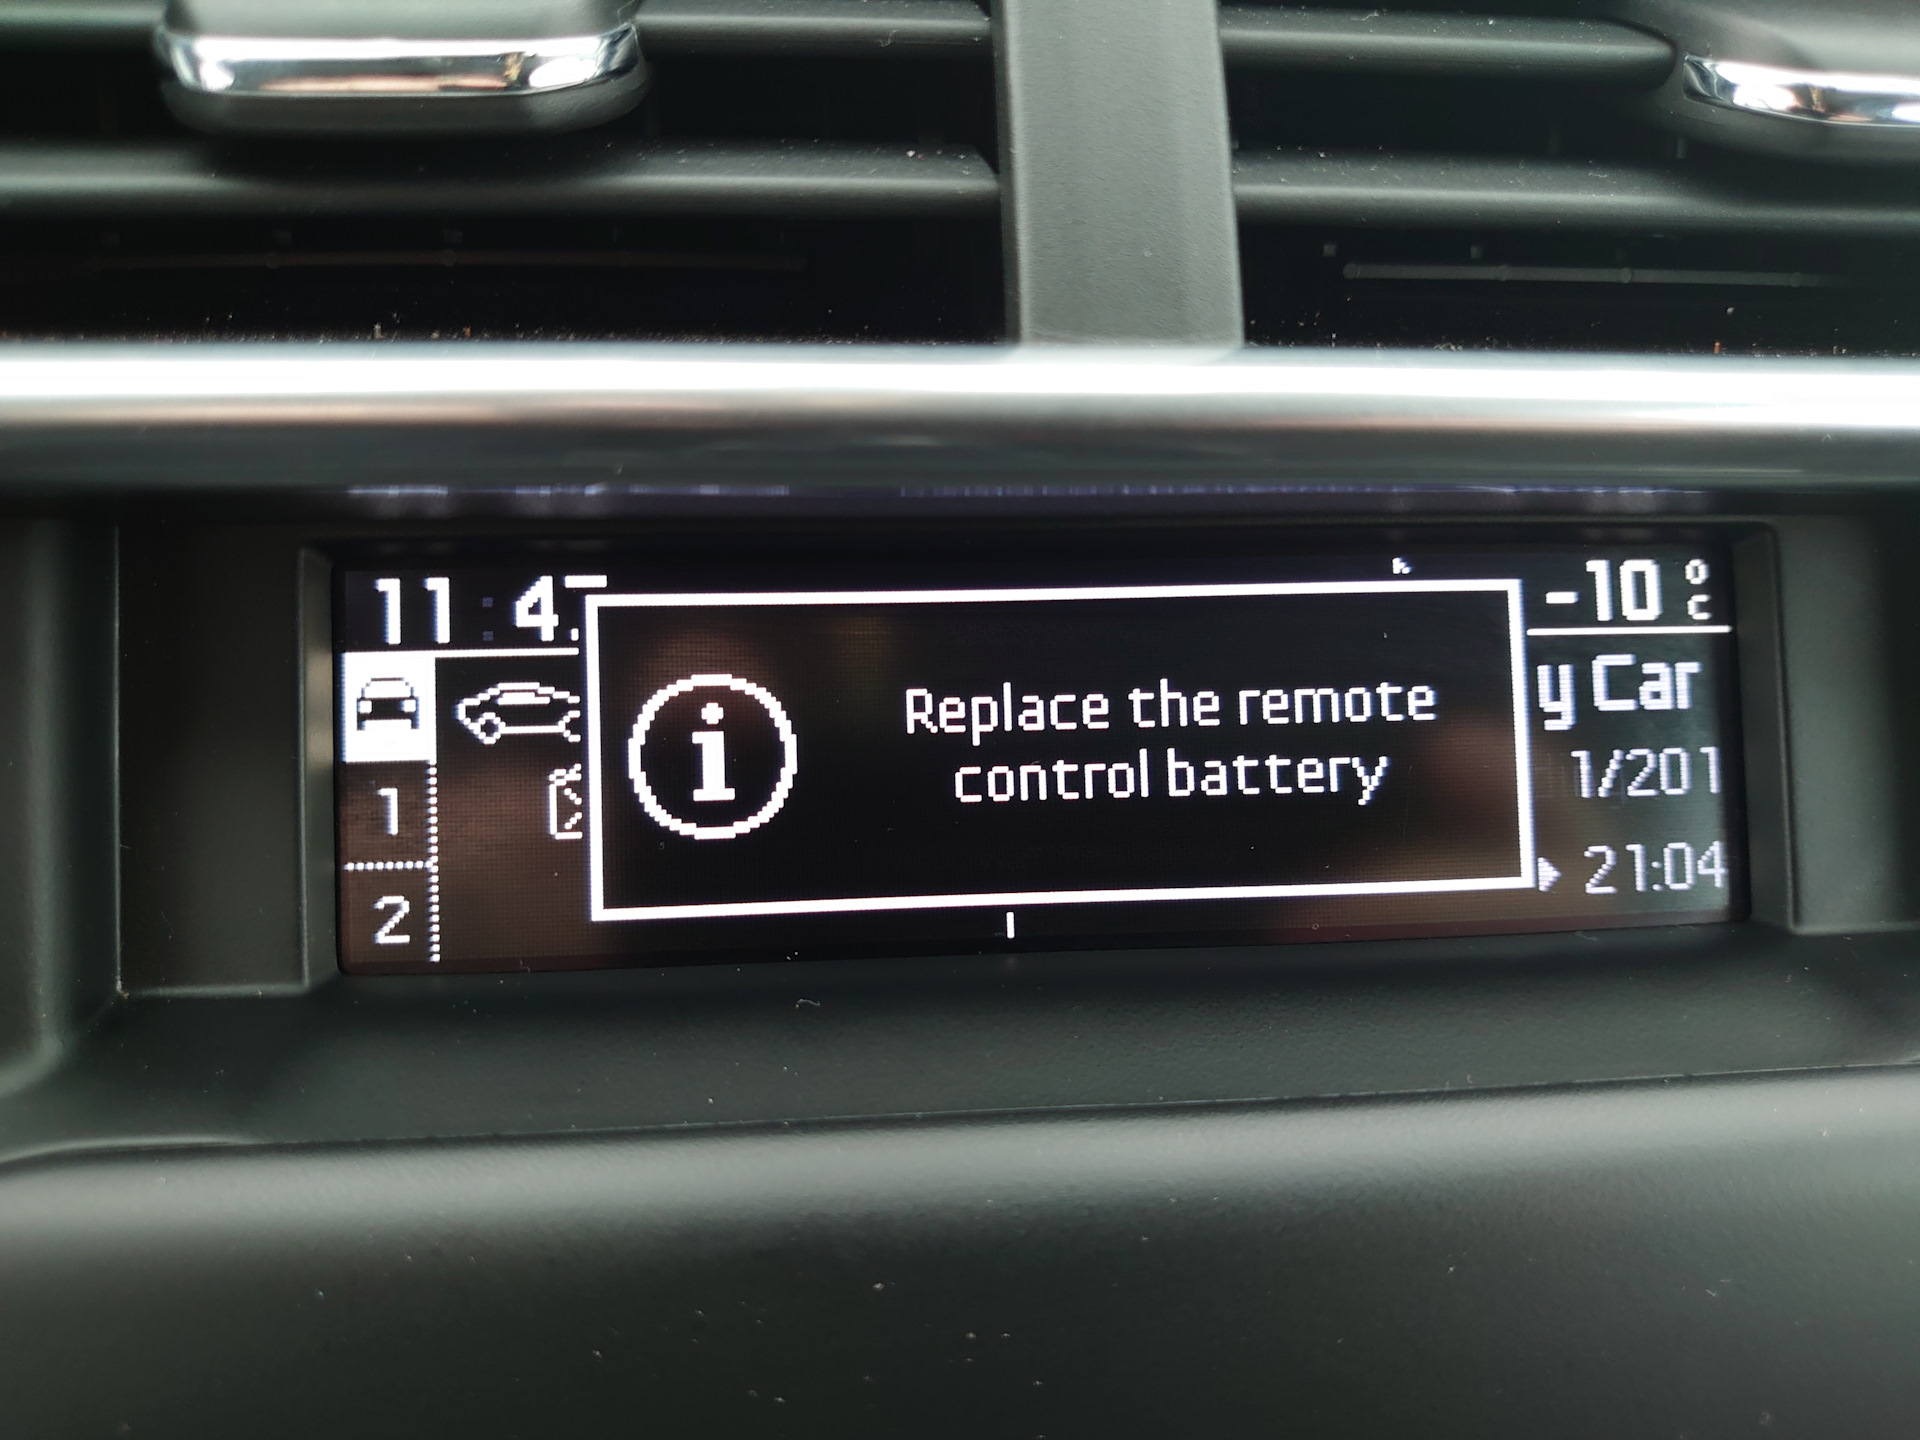 11:4
-10 °C
Replace the remote
control battery
y Car
1
1/201
2
21:04